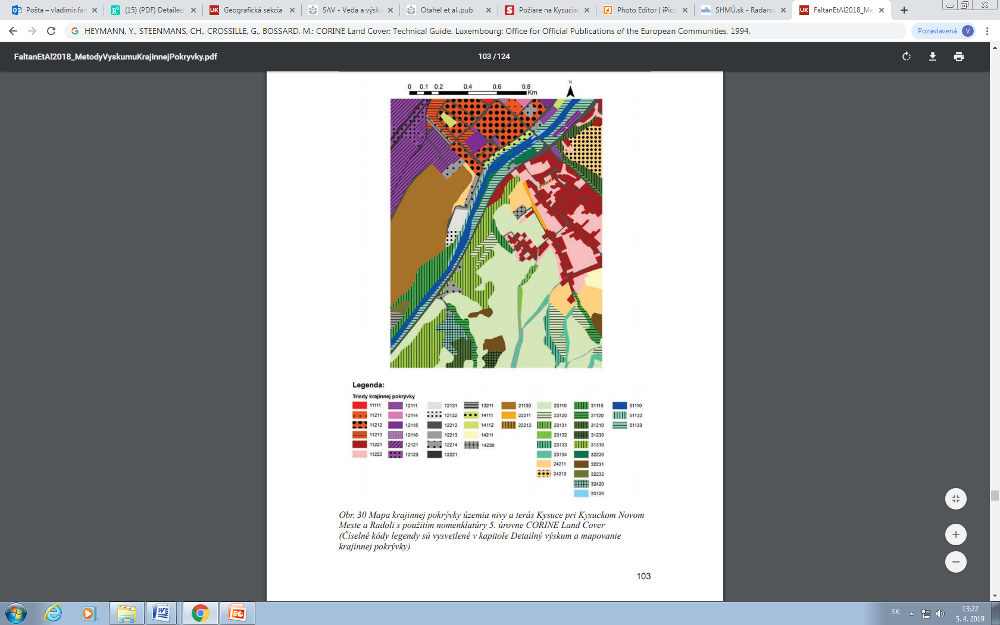 Pošta – vladimir.fal
(15) (PDF) Detailed
Geografická sekcia
SAV - Veda a výsku
Otahel et al..pub
Požiare na Kysuciac
Photo Editor | iPicc
SHMÚ.sk - Radarov
FaltanEtAl2018_Me
HEYMANN, Y., STEENMANS, CH., CROSSILLE, G., BOSSARD, M.: CORINE Land Cover: Technical Guide. Luxembourg: Office for Official Publications of the European Communities, 1994.
Pozastavená V
FaltanEtAl2018_MetodyVyskumuKrajinnejPokryvky.pdf
103 / 124
0 0.1 0.2 0.4 0.6 0.8
Km
N
Legenda:
Triedy krajinnej pokrývky
11111 12111 12131 13211 21130 23110 31110 51110
11211 12114 12132 14111 22211 23120 31120 51132
11212 12115 12212 14112 22212 23131 31210 51133
11213 12116 12213 14211 23132 31230
11221 12121 12214 14230 23133 31310
11222 12123 12221 23134 32220
24211 32231
24212 32232
32420
33120
Obr. 30 Mapa krajinnej pokrývky územia nivy a terás Kysuce pri Kysuckom Novom
Meste a Radoli s použitím nomenklatúry 5. úrovne CORINE Land Cover
(Číselné kódy legendy sú vysvetlené v kapitole Detailný výskum a mapovanie
krajinnej pokrývky)
103
SK
13:22
5. 4. 2019